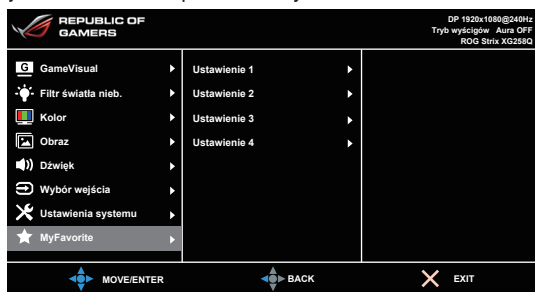 REPUBLIC OF
GAMERS
DP 1920x1080@240Hz
Tryb wyścigów Aura OFF
ROG Strix XG258Q
G GameVisual
Filtr światła nieb.
Kolor
Obraz
Dźwięk
Wybór wejścia
Ustawienia systemu
MyFavorite
Ustawienie 1
Ustawienie 2
Ustawienie 3
Ustawienie 4
MOVE/ENTER
BACK
EXIT